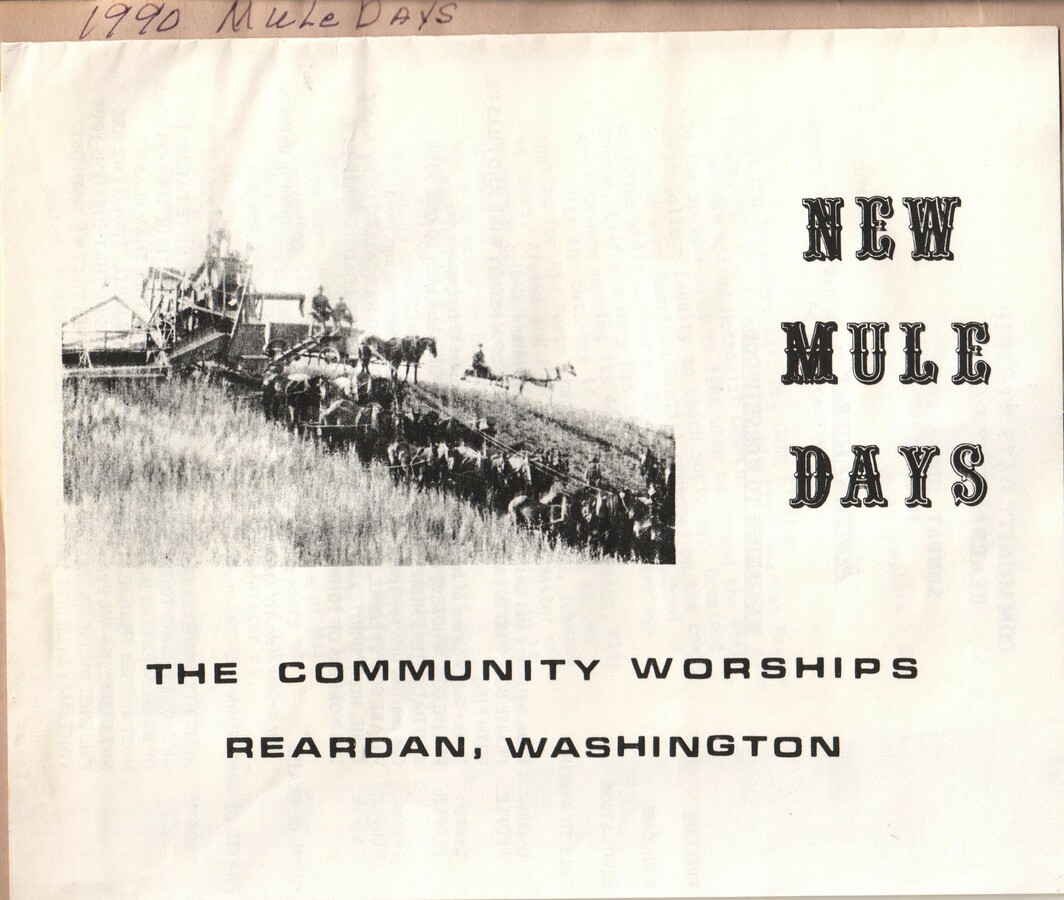 1990 Mule Days
NEW
MULE
DAYS
THE COMMUNITY WORSHIPS
REARDAN, WASHINGTON